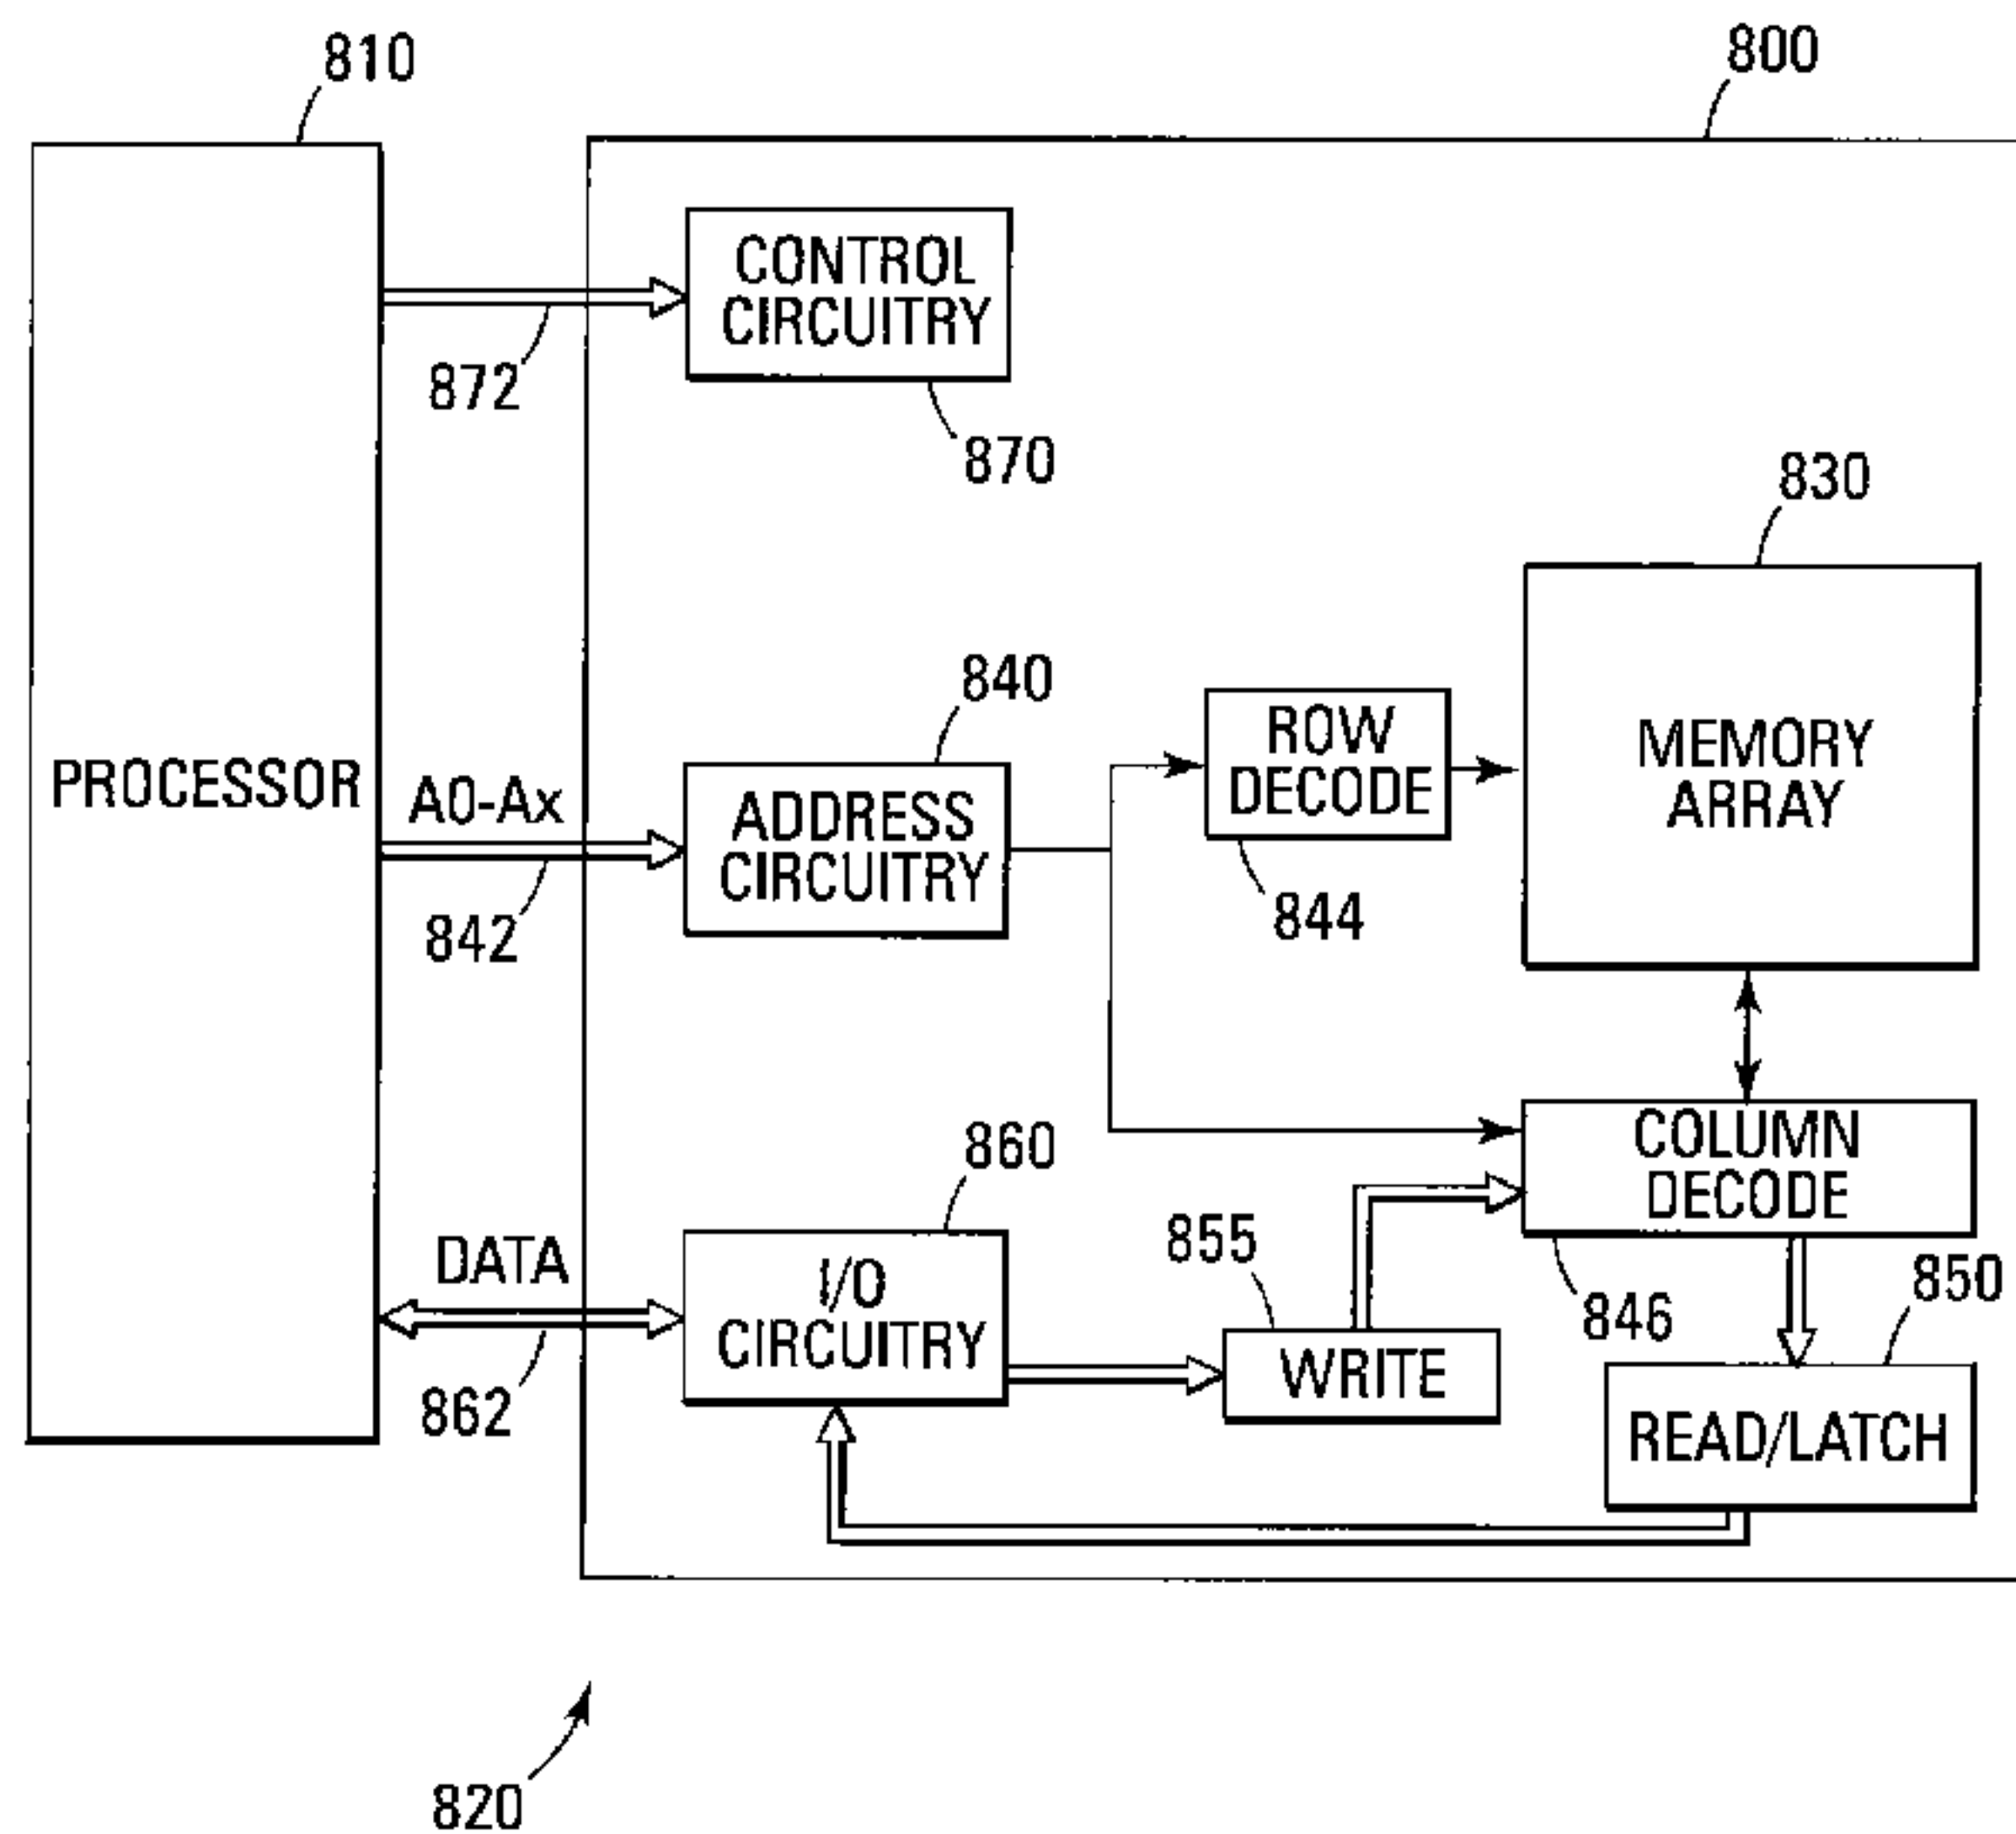 810
800
CONTROL
CIRCUITRY
872
870
830
840
ROW
DECODE
MEMORY
ARRAY
PROCESSOR
A0-Ax
ADDRESS
CIRCUITRY
844
842
860
COLUMN
DECODE
855
DATA
I/O
CIRCUITRY
846
850
862
WRITE
READ/LATCH
820